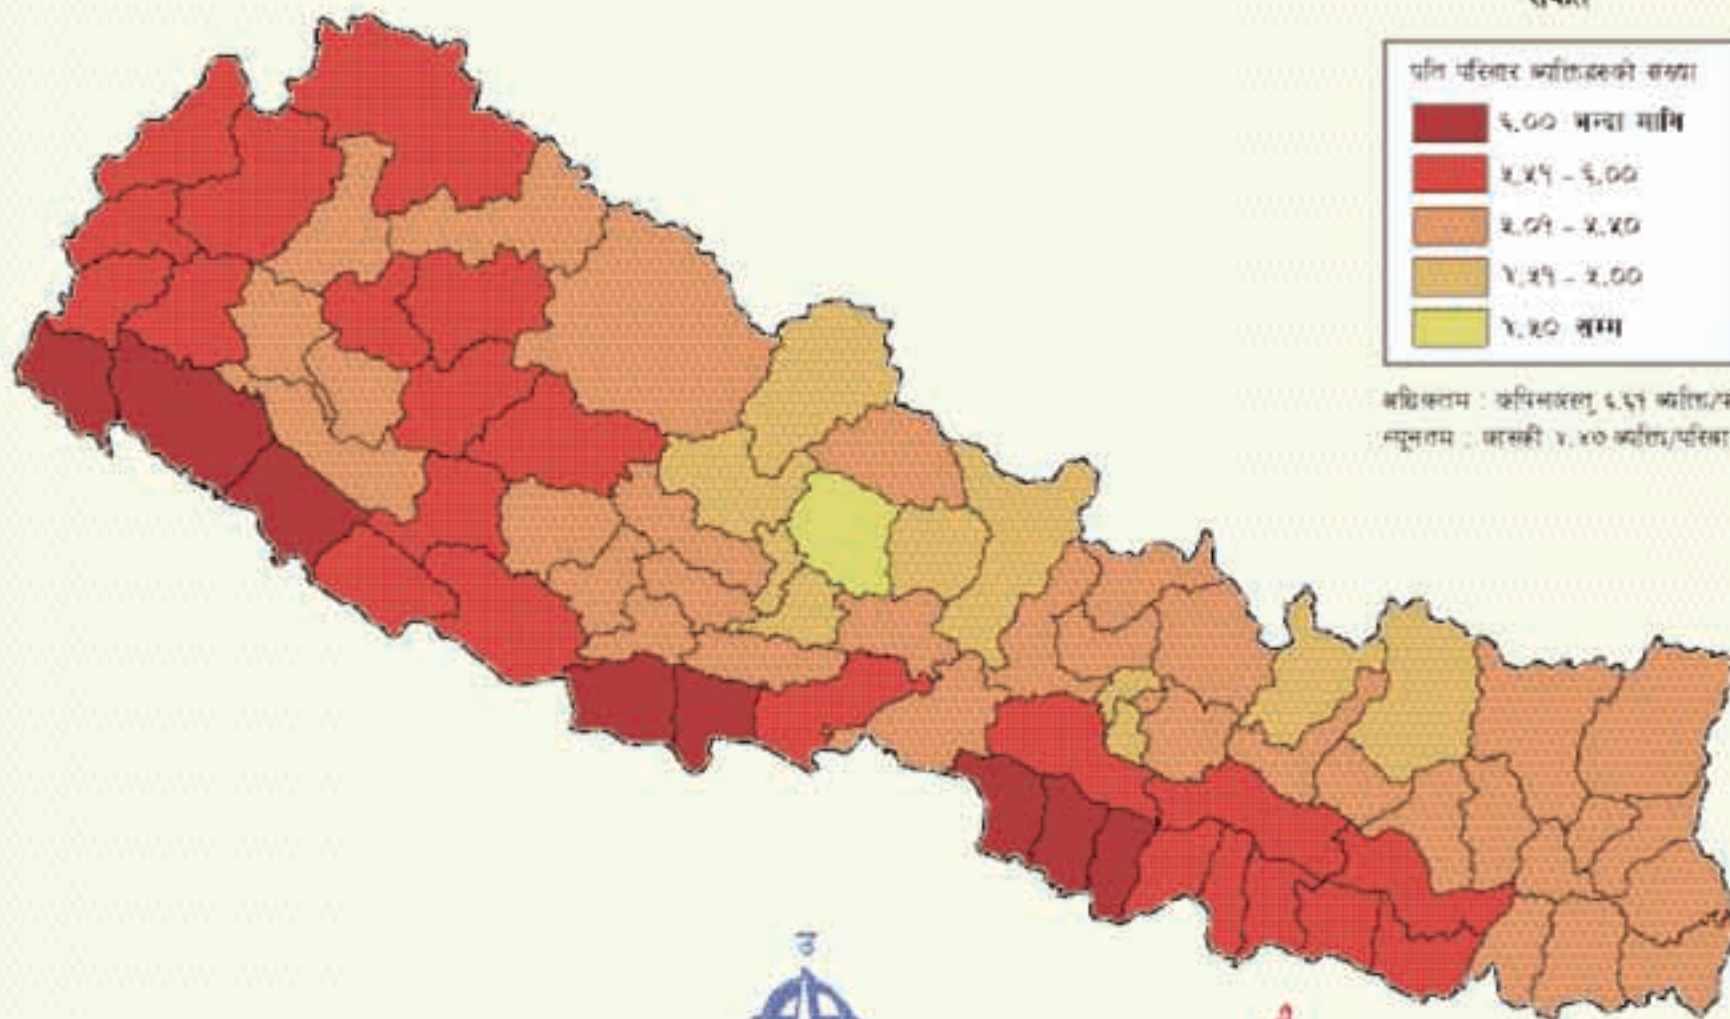 संकेत
प्रति परिवार व्यक्तिहरुको संख्या
६.०० भन्दा माथि
५.५१ - ६.००
५.०१ - ५.५०
४.५१ - ५.००
४.५० सम्म
अधिकतम : कपिलवस्तु ६.६१ व्यक्ति/प
न्यूनतम : कास्की ४.४७ व्यक्ति/परिवा
उ